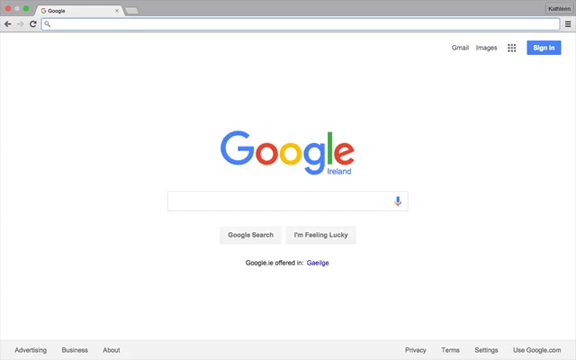 Google
Kathleen
Gmail Images Sign in
Google
Ireland
Google Search I'm Feeling Lucky
Google.ie offered in: Gaeilge
Advertising Business About Privacy Terms Settings Use Google.com